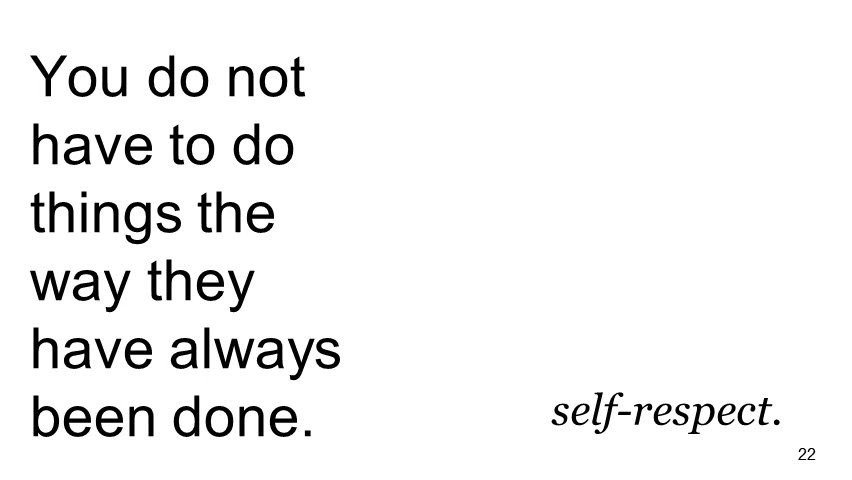 You do not
have to do
things the
way they
have always
been done.
self-respect.
22